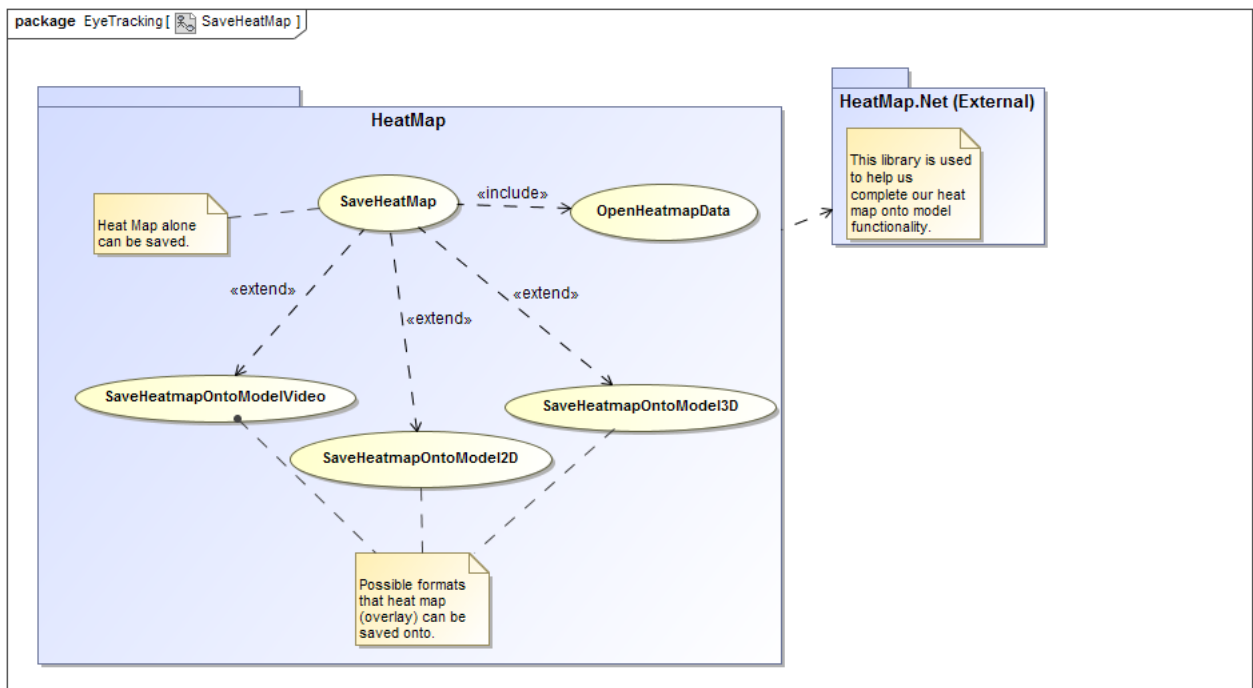 package EyeTracking [ SaveHeatMap ]
HeatMap
HeatMap.Net (External)
This library is used
to help us
complete our heat
map onto model
functionality.
SaveHeatMap
«include»
OpenHeatmapData
Heat Map alone
can be saved.
«extend»
«extend»
«extend»
SaveHeatmapOntoModelVideo
SaveHeatmapOntoModel3D
SaveHeatmapOntoModel2D
Possible formats
that heat map
(overlay) can be
saved onto.